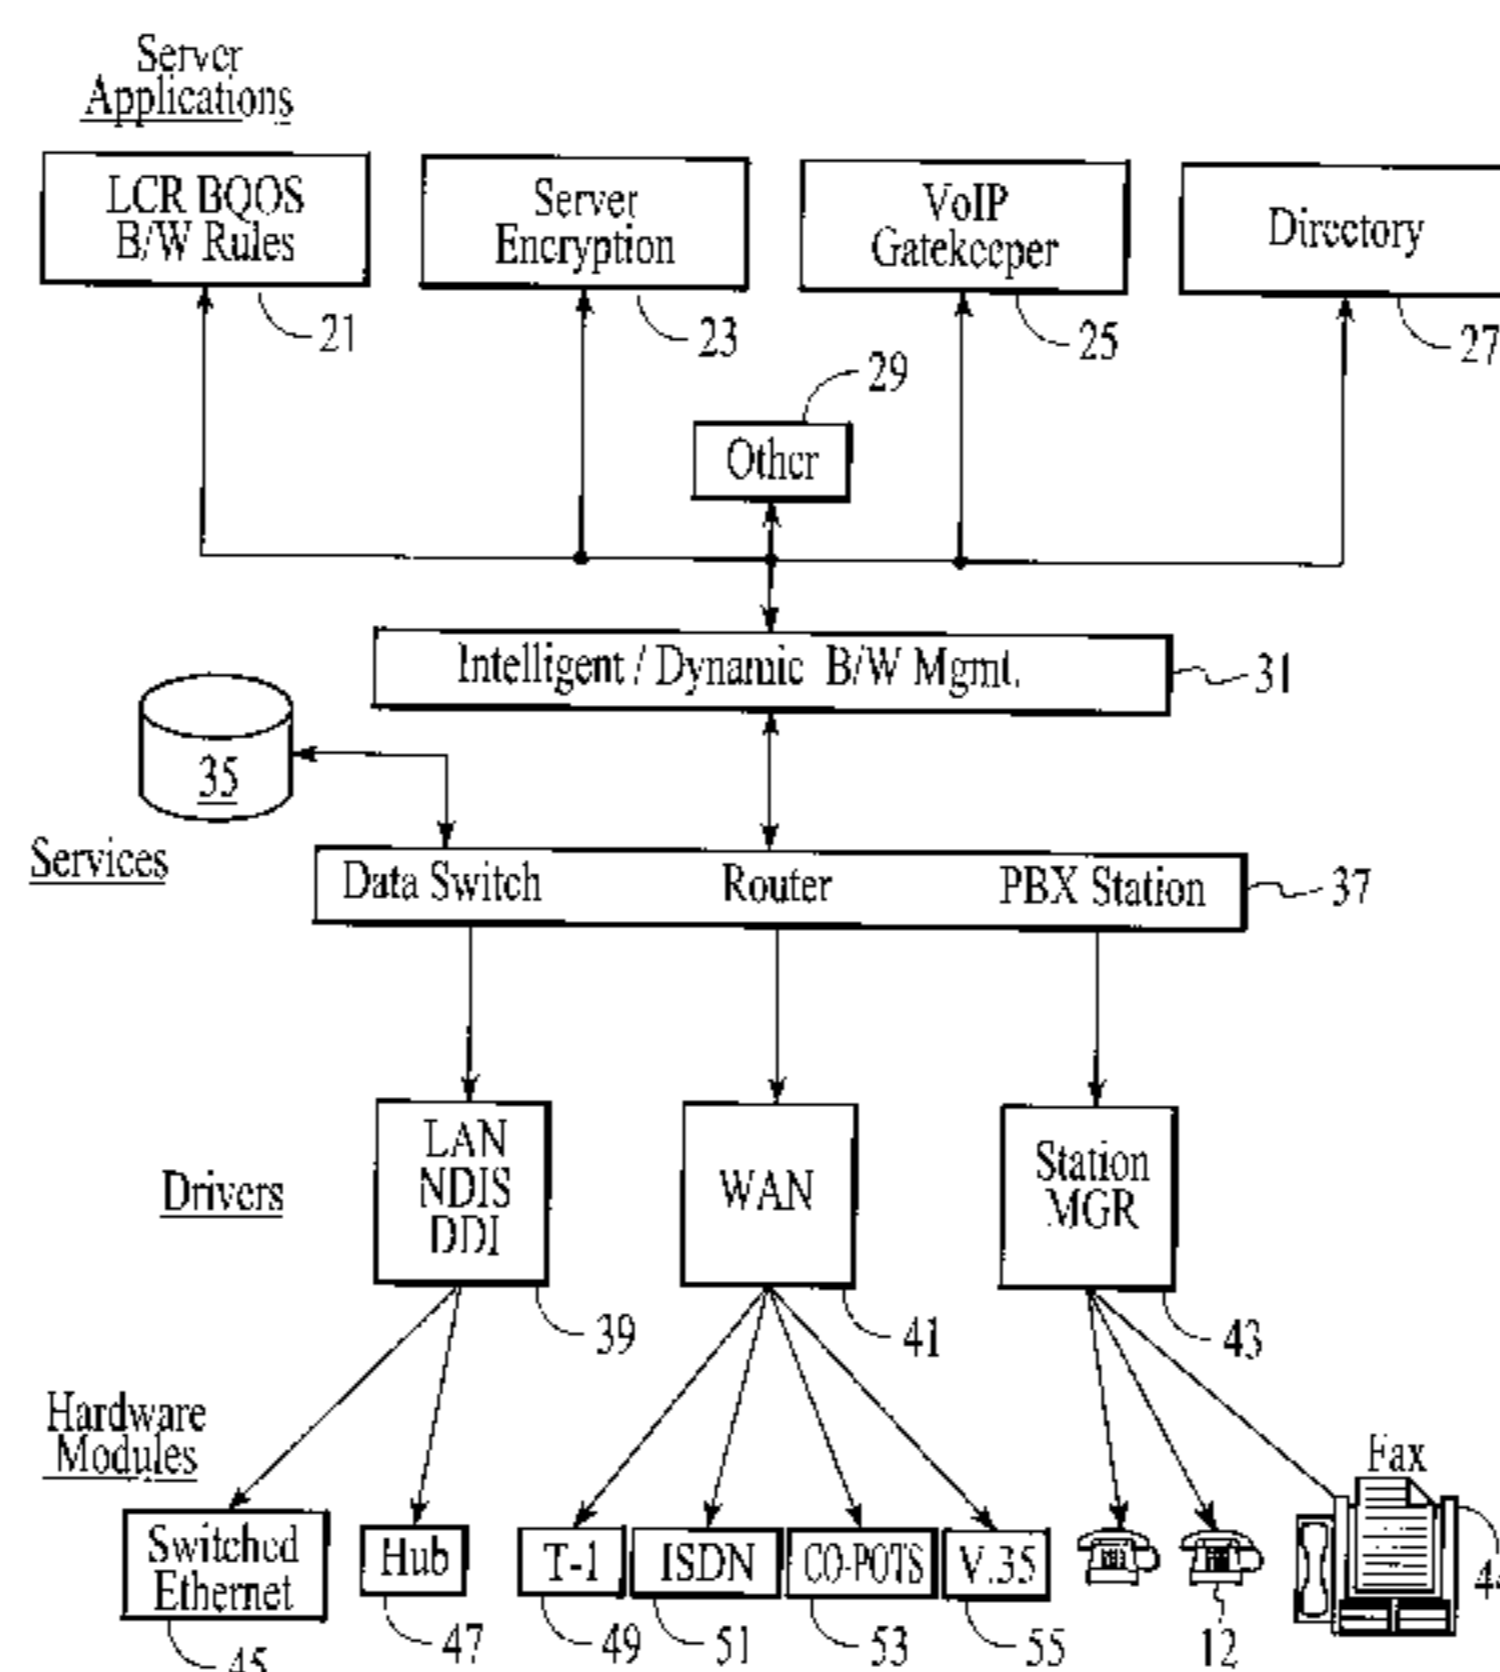 Server
Applications
LCR BQOS
B/W Rules
Server
Encryption
VoIP
Gatekeeper
Directory
21
23
25
27
29
Other
Intelligent / Dynamic B/W Mgmt.
31
35
Services
Data Switch Router PBX Station
37
Drivers
LAN
NDIS
DDI
WAN
Station
MGR
39
41
43
Hardware
Modules
Fax
Switched
Ethernet
Hub
T-1
ISDN
CO-POTS
V.35
45
47
49
51
53
55
12